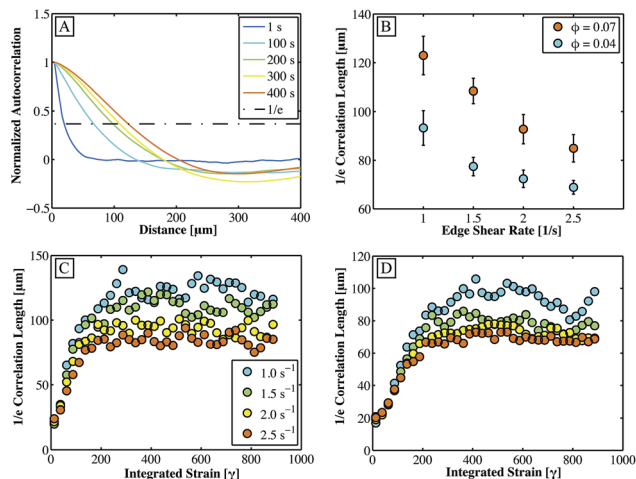 A
1 s
100 s
200 s
300 s
400 s
1/e
Normalized Autocorrelation
1.5
1
0.5
0
−0.5
0 100 200 300 400
Distance [μm]
B
ϕ = 0.07
ϕ = 0.04
1/e Correlation Length [μm]
140
120
100
80
60
1 1.5 2 2.5
Edge Shear Rate [1/s]
C
1/e Correlation Length [μm]
150
100
50
0
1.0 s⁻¹
1.5 s⁻¹
2.0 s⁻¹
2.5 s⁻¹
0 200 400 600 800 1000
Integrated Strain [γ]
D
1/e Correlation Length [μm]
120
100
80
60
40
20
0
0 200 400 600 800 1000
Integrated Strain [γ]